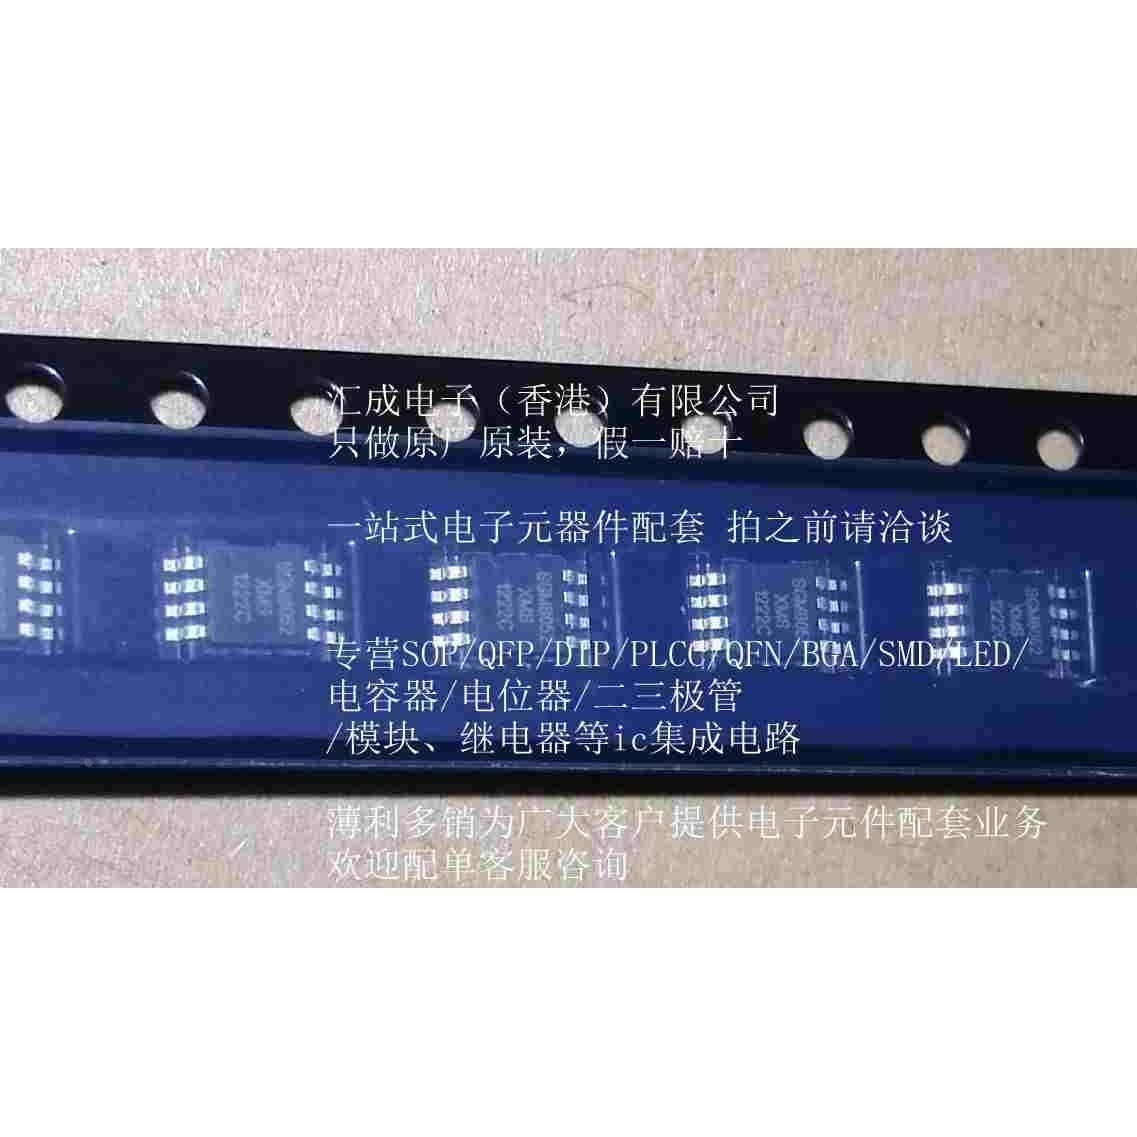 汇成电子（香港）有限公司
只做原厂原装，假一赔十
一站式电子元器件配套 拍之前请洽谈
专营SOP/QFP/DIP/PLCC/QFN/BGA/SMD/LED/
电容器/电位器/二三极管
/模块、继电器等ic集成电路
薄利多销为广大客户提供电子元件配套业务
欢迎配单客服咨询